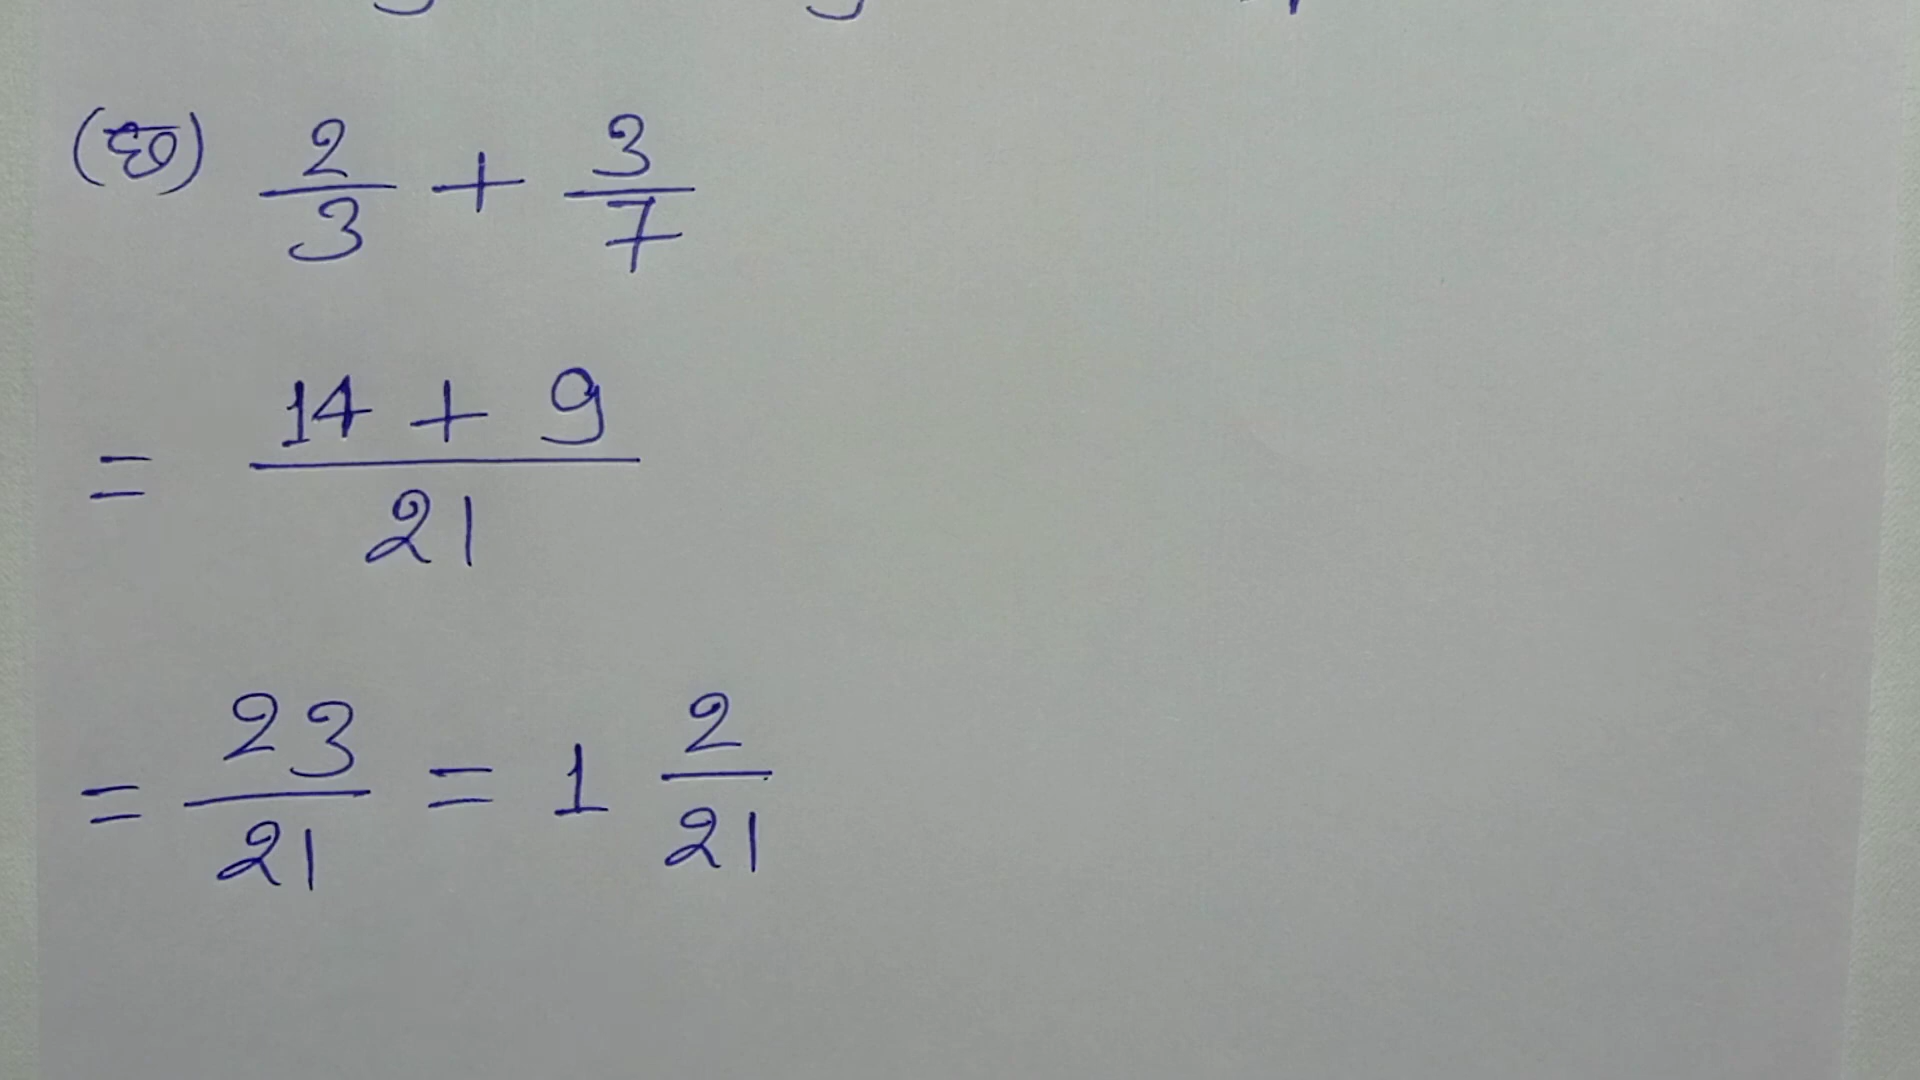 (छ) 2/3 + 3/7
= (14 + 9)/21
= 23/21 = 1 2/21